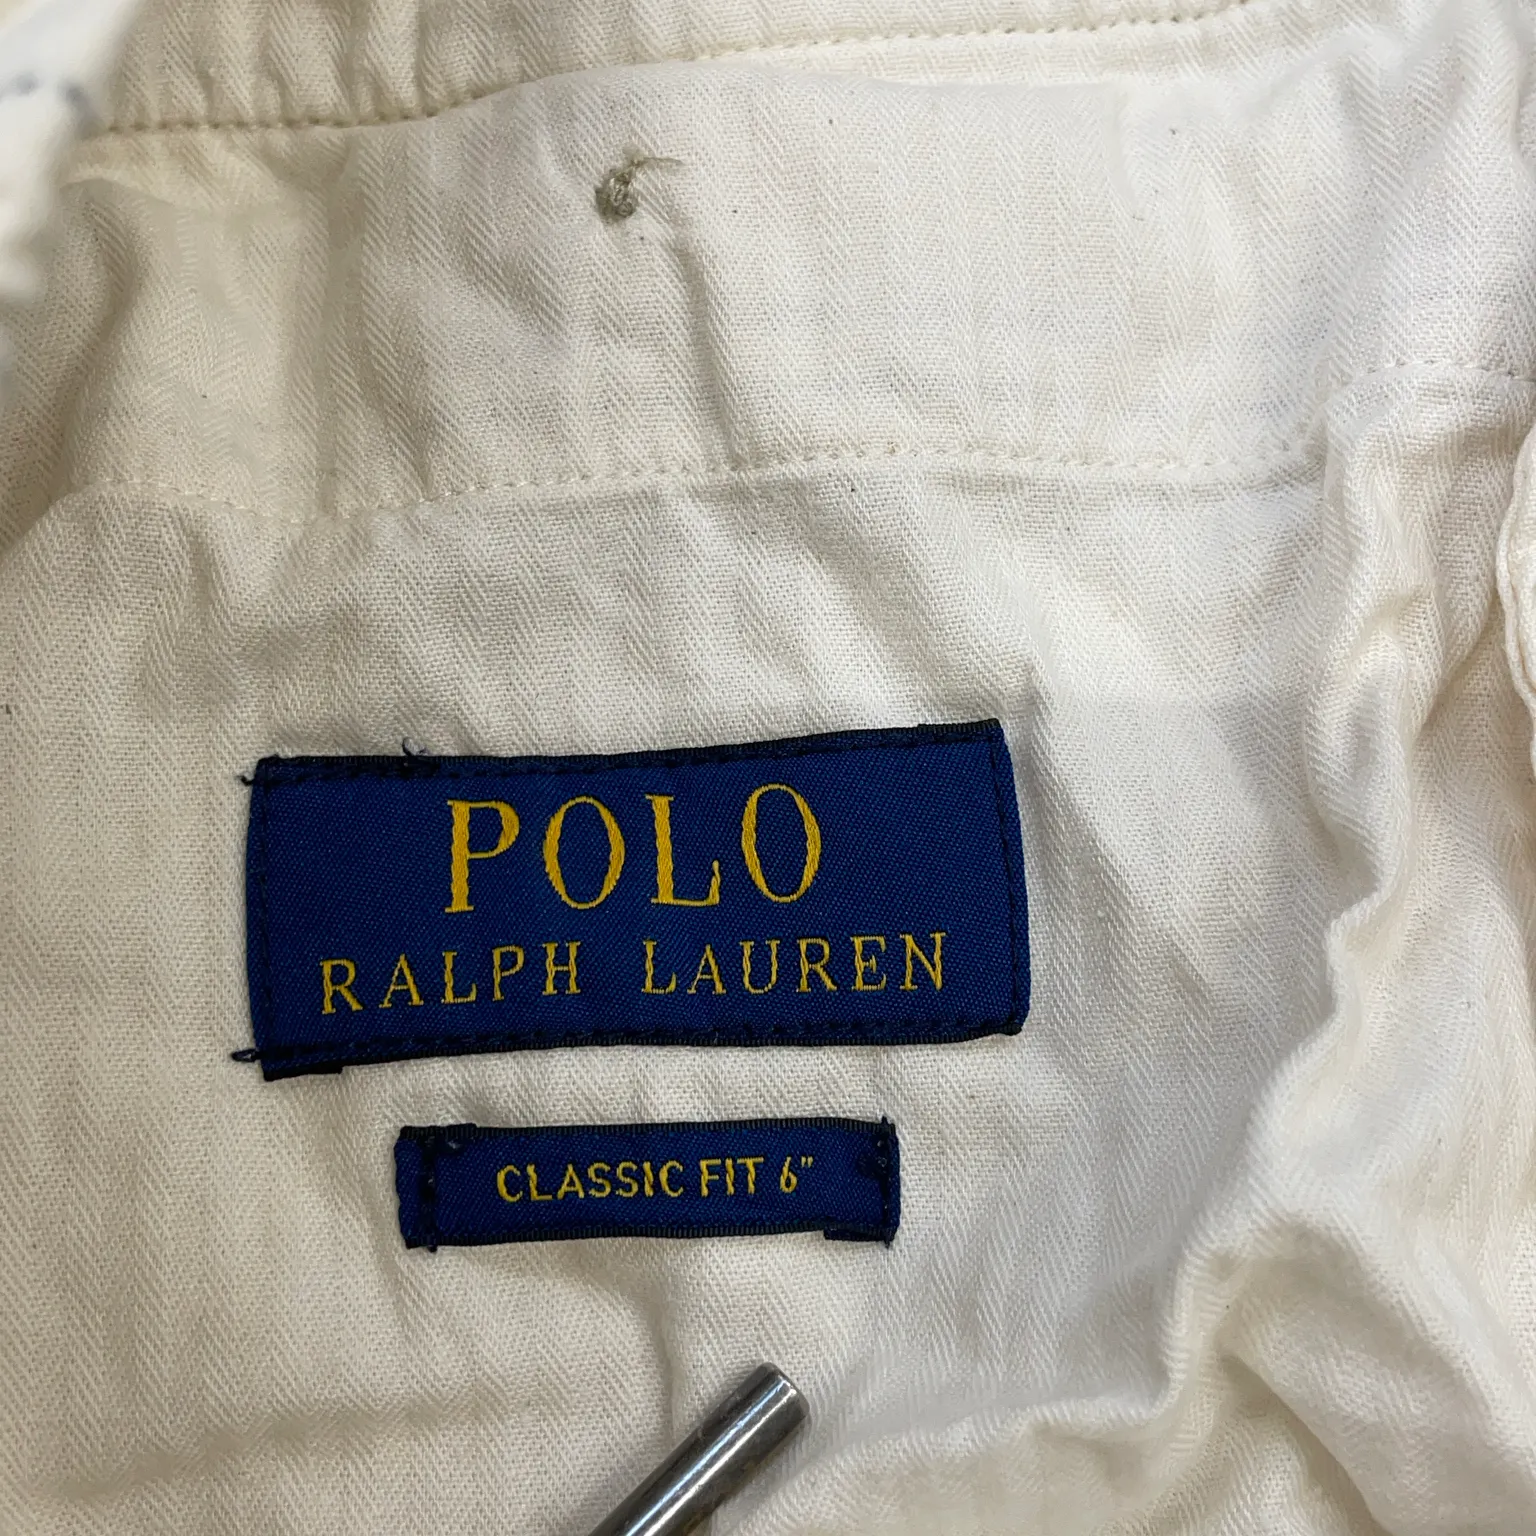 POLO
RALPH LAUREN
CLASSIC FIT 6"